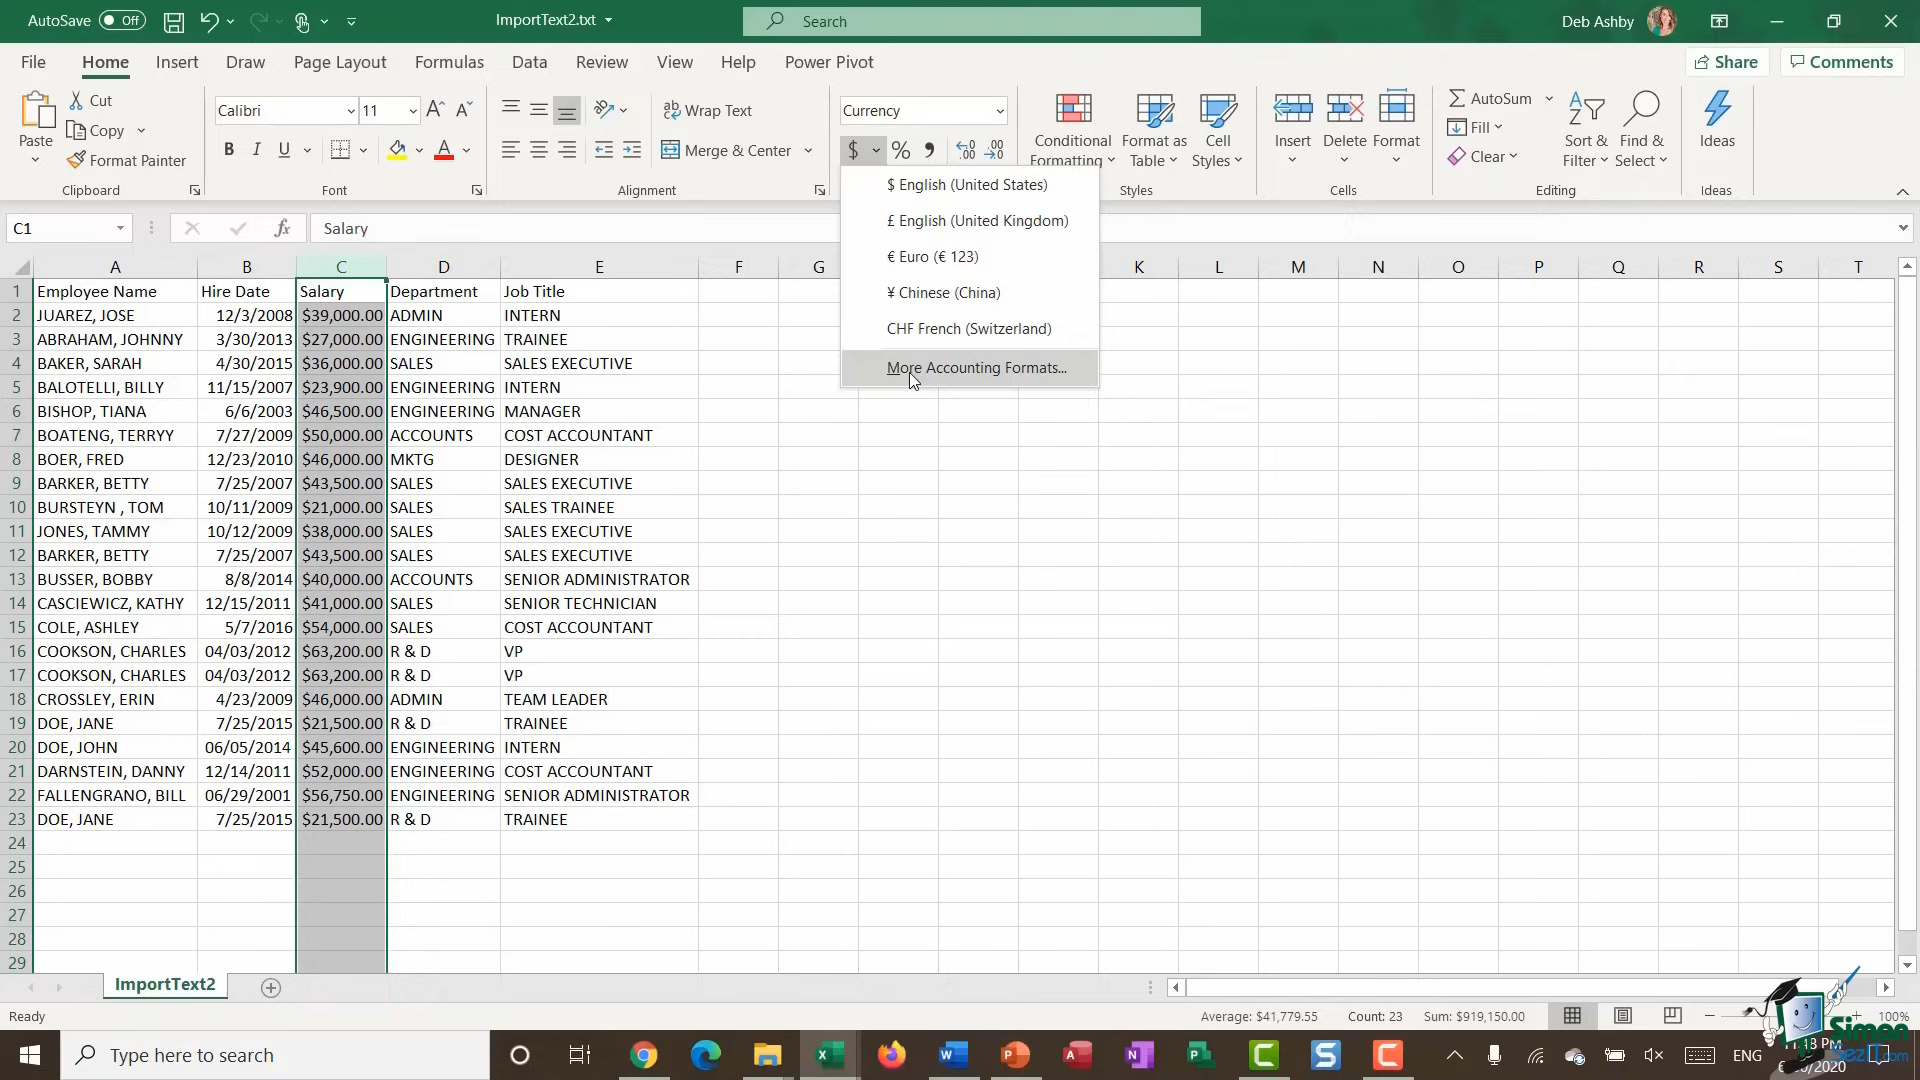 AutoSave Off ImportText2.txt Search Deb Ashby
File Home Insert Draw Page Layout Formulas Data Review View Help Power Pivot Share Comments
Paste Cut Copy Format Painter Clipboard
Calibri 11 B I U A Font
Wrap Text Merge & Center Alignment
Currency $ % ,
Conditional Formatting Format as Table Cell Styles Styles
Insert Delete Format Cells
AutoSum Fill Clear Sort & Filter Find & Select Editing
Ideas Ideas
$ English (United States)
£ English (United Kingdom)
€ Euro (€ 123)
¥ Chinese (China)
CHF French (Switzerland)
More Accounting Formats...
C1 fx Salary
A B C D E F G K L M N O P Q R S T
1 Employee Name Hire Date Salary Department Job Title
2 JUAREZ, JOSE 12/3/2008 $39,000.00 ADMIN INTERN
3 ABRAHAM, JOHNNY 3/30/2013 $27,000.00 ENGINEERING TRAINEE
4 BAKER, SARAH 4/30/2015 $36,000.00 SALES SALES EXECUTIVE
5 BALOTELLI, BILLY 11/15/2007 $23,900.00 ENGINEERING INTERN
6 BISHOP, TIANA 6/6/2003 $46,500.00 ENGINEERING MANAGER
7 BOATENG, TERRYY 7/27/2009 $50,000.00 ACCOUNTS COST ACCOUNTANT
8 BOER, FRED 12/23/2010 $46,000.00 MKTG DESIGNER
9 BARKER, BETTY 7/25/2007 $43,500.00 SALES SALES EXECUTIVE
10 BURSTEYN , TOM 10/11/2009 $21,000.00 SALES SALES TRAINEE
11 JONES, TAMMY 10/12/2009 $38,000.00 SALES SALES EXECUTIVE
12 BARKER, BETTY 7/25/2007 $43,500.00 SALES SALES EXECUTIVE
13 BUSSER, BOBBY 8/8/2014 $40,000.00 ACCOUNTS SENIOR ADMINISTRATOR
14 CASCIEWICZ, KATHY 12/15/2011 $41,000.00 SALES SENIOR TECHNICIAN
15 COLE, ASHLEY 5/7/2016 $54,000.00 SALES COST ACCOUNTANT
16 COOKSON, CHARLES 04/03/2012 $63,200.00 R & D VP
17 COOKSON, CHARLES 04/03/2012 $63,200.00 R & D VP
18 CROSSLEY, ERIN 4/23/2009 $46,000.00 ADMIN TEAM LEADER
19 DOE, JANE 7/25/2015 $21,500.00 R & D TRAINEE
20 DOE, JOHN 06/05/2014 $45,600.00 ENGINEERING INTERN
21 DARNSTEIN, DANNY 12/14/2011 $52,000.00 ENGINEERING COST ACCOUNTANT
22 FALLENGRANO, BILL 06/29/2001 $56,750.00 ENGINEERING SENIOR ADMINISTRATOR
23 DOE, JANE 7/25/2015 $21,500.00 R & D TRAINEE
24
25
26
27
28
29
ImportText2
Ready Average: $41,779.55 Count: 23 Sum: $919,150.00 100%
Type here to search ENG
Simon SezIT.com